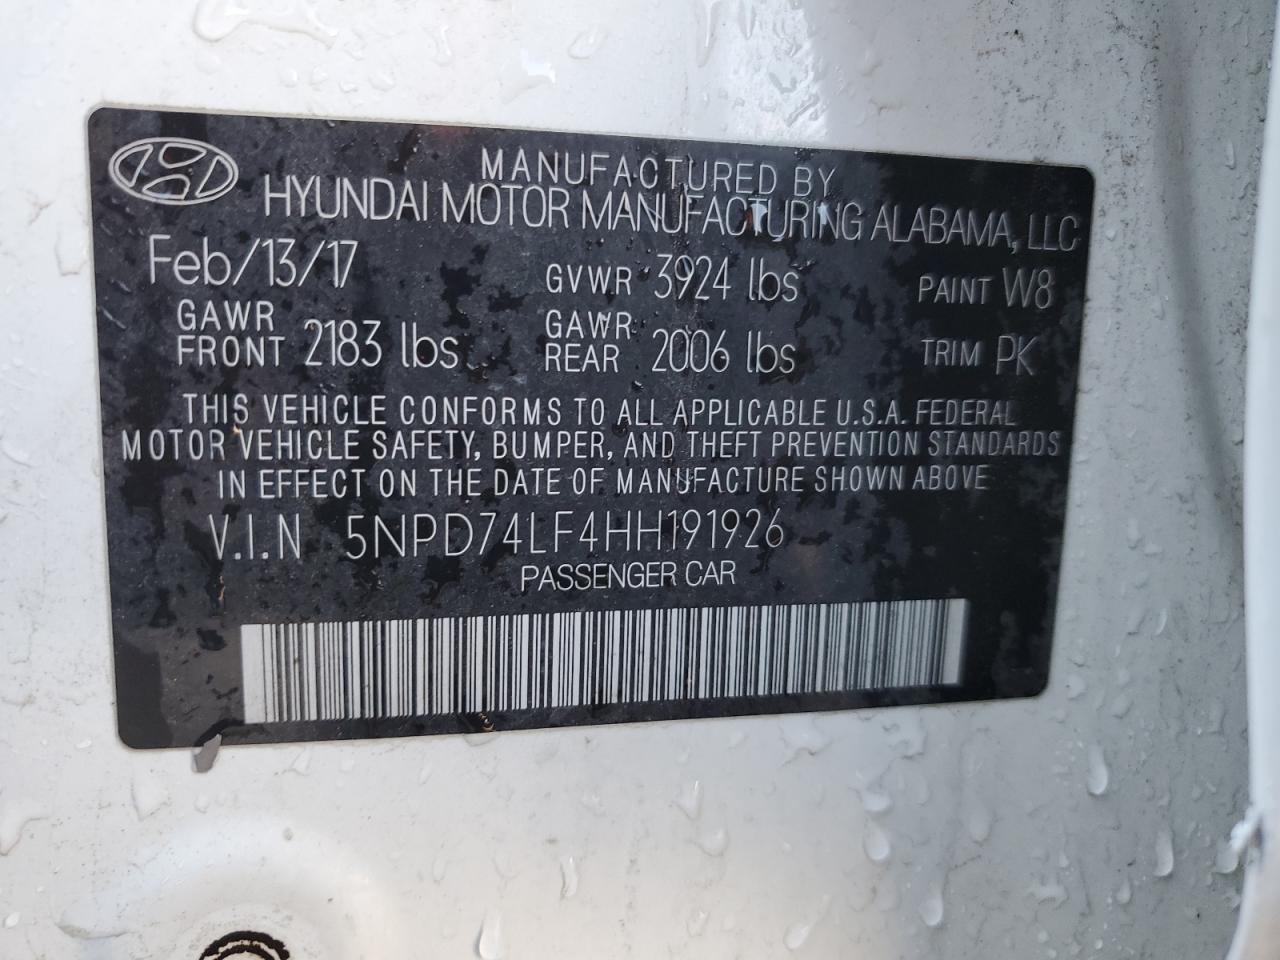 MANUFACTURED BY
HYUNDAI MOTOR MANUFACTURING ALABAMA, LLC
Feb/13/17 GVWR 3924 lbs PAINT W8
GAWR FRONT 2183 lbs GAWR REAR 2006 lbs TRIM PK
THIS VEHICLE CONFORMS TO ALL APPLICABLE U.S.A. FEDERAL
MOTOR VEHICLE SAFETY, BUMPER, AND THEFT PREVENTION STANDARDS
IN EFFECT ON THE DATE OF MANUFACTURE SHOWN ABOVE
V.I.N 5NPD74LF4HH191926
PASSENGER CAR